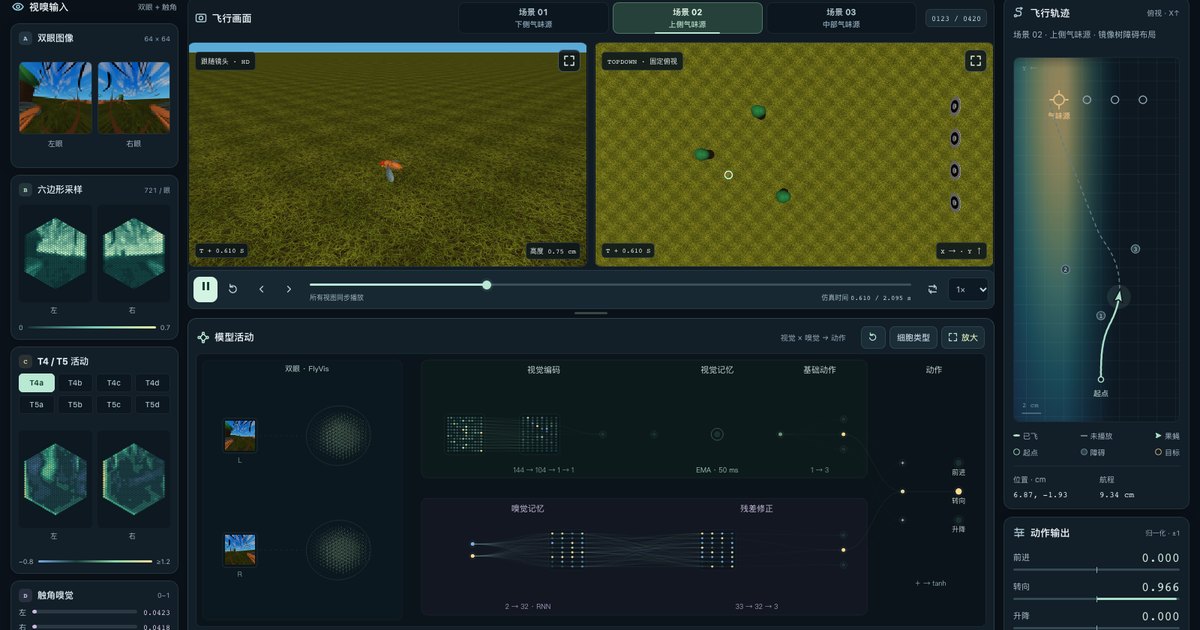 视嗅输入
双眼 + 触角
A 双眼图像 64 × 64
左眼 右眼
B 六边形采样 721 / 眼
左 右
0 0.7
C T4 / T5 活动
T4a T4b T4c T4d
T5a T5b T5c T5d
左 右
−0.8 ≥1.2
D 触角嗅觉 0–1
左 0.0423
右 0.0418
飞行画面
场景 01
下侧气味源
场景 02
上侧气味源
场景 03
中部气味源
0123 / 0420
跟随镜头 · HD
T + 0.610 S
高度 0.75 cm
TOPDOWN · 固定俯视
T + 0.610 S
X → · Y ↑
所有视图同步播放
仿真时间 0.610 / 2.095 s
1×
模型活动
视觉 × 嗅觉 → 动作
细胞类型
放大
双眼 · FlyVis
L
R
视觉编码 视觉记忆 基础动作
144 → 104 → 1 → 1 EMA · 50 ms 1 → 3
嗅觉记忆 残差修正
2 → 32 · RNN 33 → 32 → 3
动作
前进
转向
升降
+ → tanh
飞行轨迹
俯视 · X↑
场景 02 · 上侧气味源 · 镜像树障碍布局
Y ←
气味源
3
2
1
起点
2 cm
已飞 未播放 果蝇
起点 障碍 目标
位置 · cm 航程
6.87, −1.93 9.34 cm
动作输出 归一化 · ±1
前进 0.000
转向 0.966
升降 0.000